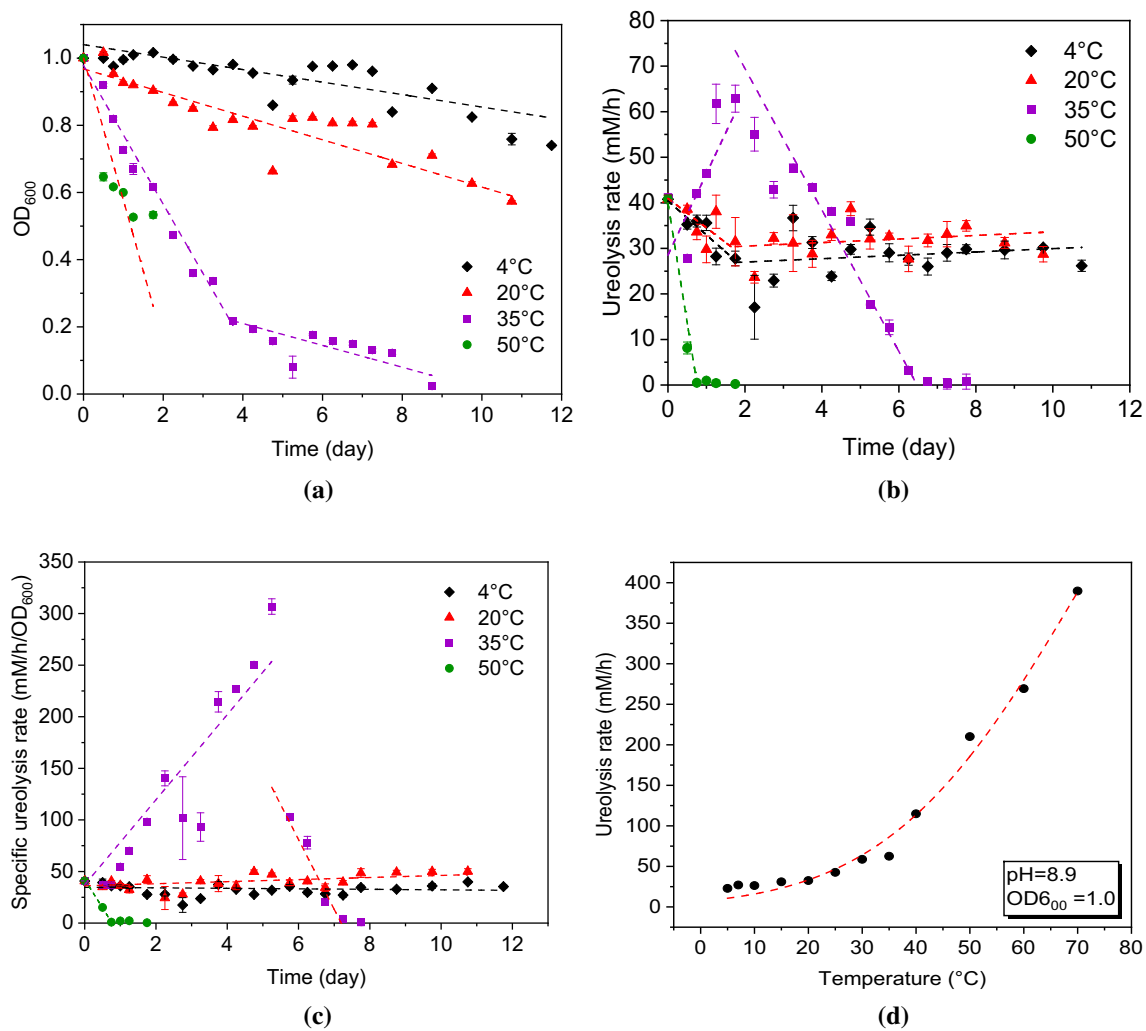 1.0
0.8
0.6
0.4
0.2
0.0
OD600
0 2 4 6 8 10 12
Time (day)
4°C
20°C
35°C
50°C
(a)
80
70
60
50
40
30
20
10
0
Ureolysis rate (mM/h)
0 2 4 6 8 10 12
Time (day)
4°C
20°C
35°C
50°C
(b)
350
300
250
200
150
100
50
0
Specific ureolysis rate (mM/h/OD600)
0 2 4 6 8 10 12
Time (day)
4°C
20°C
35°C
50°C
(c)
400
350
300
250
200
150
100
50
0
Ureolysis rate (mM/h)
0 10 20 30 40 50 60 70 80
Temperature (°C)
pH=8.9
OD600 =1.0
(d)